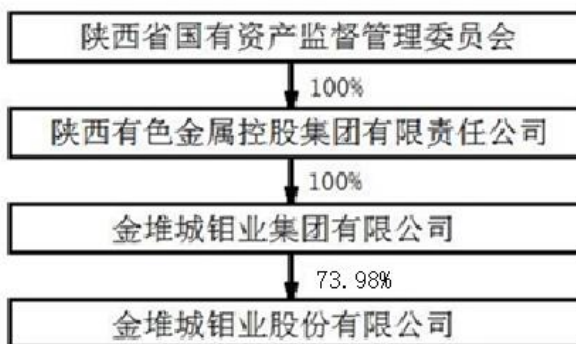 陕西省国有资产监督管理委员会
100%
陕西有色金属控股集团有限责任公司
100%
金堆城钼业集团有限公司
73.98%
金堆城钼业股份有限公司